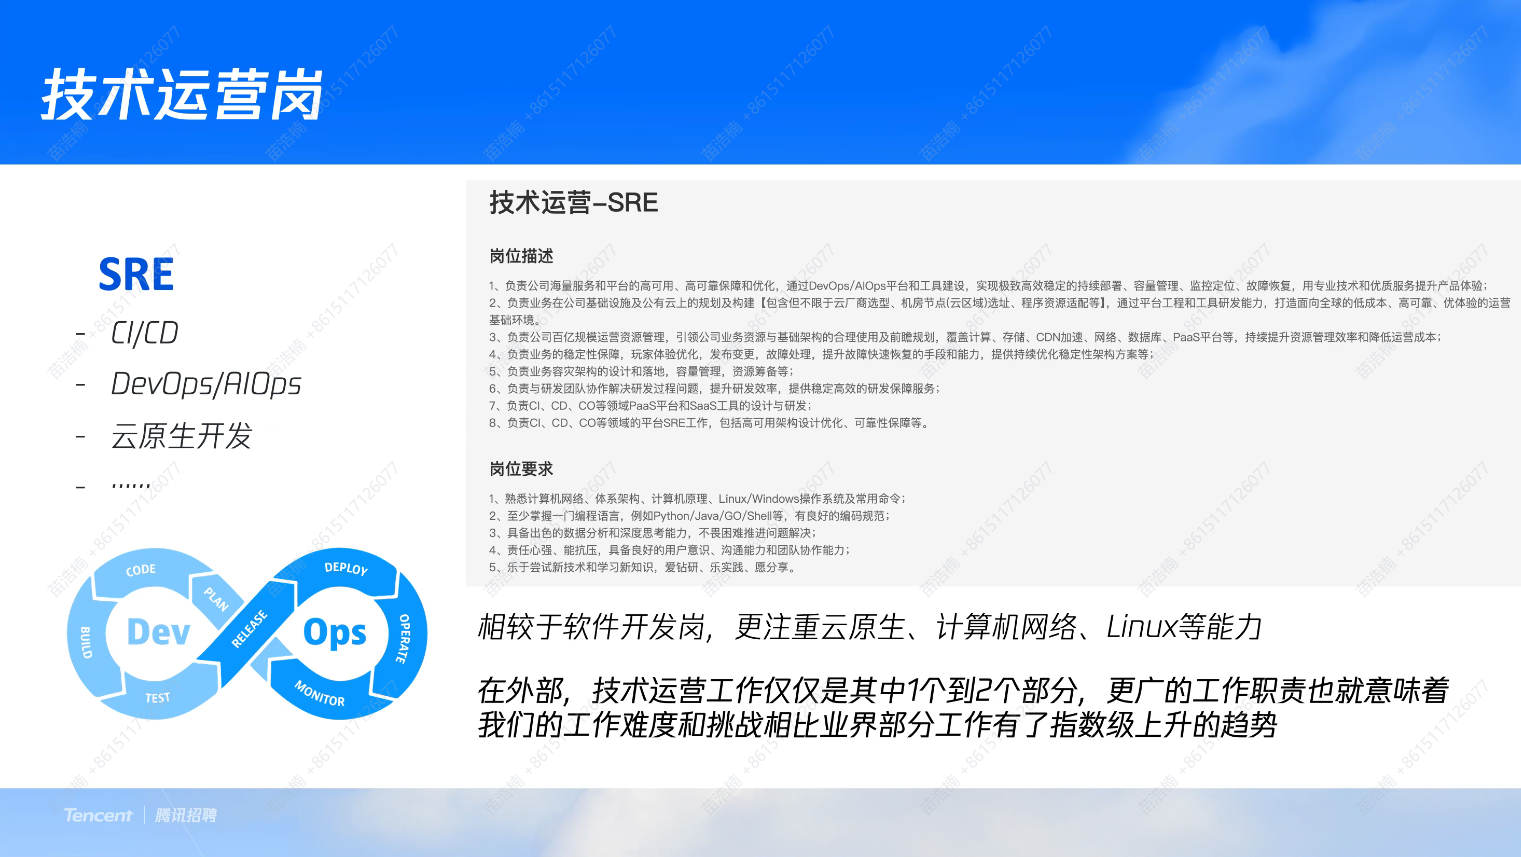 技术运营岗
SRE
- CI/CD
- DevOps/AIOps
- 云原生开发
- ……
CODE
PLAN
BUILD
Dev
TEST
RELEASE
DEPLOY
Ops
OPERATE
MONITOR
技术运营–SRE
岗位描述
1、负责公司海量服务和平台的高可用、高可靠保障和优化，通过DevOps/AIOps平台和工具建设，实现极致高效稳定的持续部署、容量管理、监控定位、故障恢复，用专业技术和优质服务提升产品体验；
2、负责业务在公司基础设施及公有云上的规划及构建【包含但不限于云厂商选型、机房节点(云区域)选址、程序资源适配等】，通过平台工程和工具研发能力，打造面向全球的低成本、高可靠、优体验的运营
基础环境。
3、负责公司百亿规模运营资源管理，引领公司业务资源与基础架构的合理使用及前瞻规划，覆盖计算、存储、CDN加速、网络、数据库、PaaS平台等，持续提升资源管理效率和降低运营成本；
4、负责业务的稳定性保障，玩家体验优化，发布变更，故障处理，提升故障快速恢复的手段和能力，提供持续优化稳定性架构方案等；
5、负责业务容灾架构的设计和落地，容量管理，资源筹备等；
6、负责与研发团队协作解决研发过程问题，提升研发效率，提供稳定高效的研发保障服务；
7、负责CI、CD、CO等领域PaaS平台和SaaS工具的设计与研发；
8、负责CI、CD、CO等领域的平台SRE工作，包括高可用架构设计优化、可靠性保障等。
岗位要求
1、熟悉计算机网络、体系架构、计算机原理、Linux/Windows操作系统及常用命令；
2、至少掌握一门编程语言，例如Python/Java/GO/Shell等，有良好的编码规范；
3、具备出色的数据分析和深度思考能力，不畏困难推进问题解决；
4、责任心强、能抗压，具备良好的用户意识、沟通能力和团队协作能力；
5、乐于尝试新技术和学习新知识，爱钻研、乐实践、愿分享。
相较于软件开发岗，更注重云原生、计算机网络、Linux等能力
在外部，技术运营工作仅仅是其中1个到2个部分，更广的工作职责也就意味着
我们的工作难度和挑战相比业界部分工作有了指数级上升的趋势
Tencent | 腾讯招聘
苗浩楠 +8615117126077